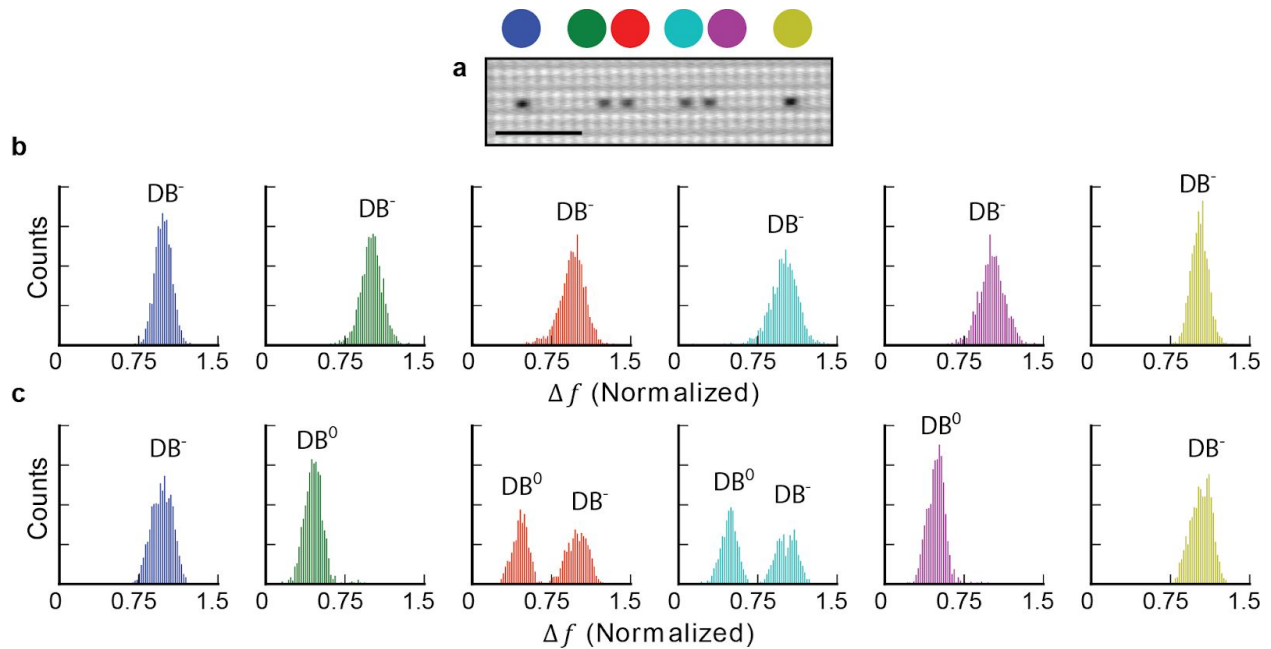 a
b
DB⁻ DB⁻ DB⁻ DB⁻ DB⁻ DB⁻
Counts
0 0.75 1.5 0 0.75 1.5 0 0.75 1.5 0 0.75 1.5 0 0.75 1.5 0 0.75 1.5
Δf (Normalized)
c
DB⁻ DB⁰ DB⁰ DB⁻ DB⁰ DB⁻ DB⁰ DB⁻
Counts
0 0.75 1.5 0 0.75 1.5 0 0.75 1.5 0 0.75 1.5 0 0.75 1.5 0 0.75 1.5
Δf (Normalized)